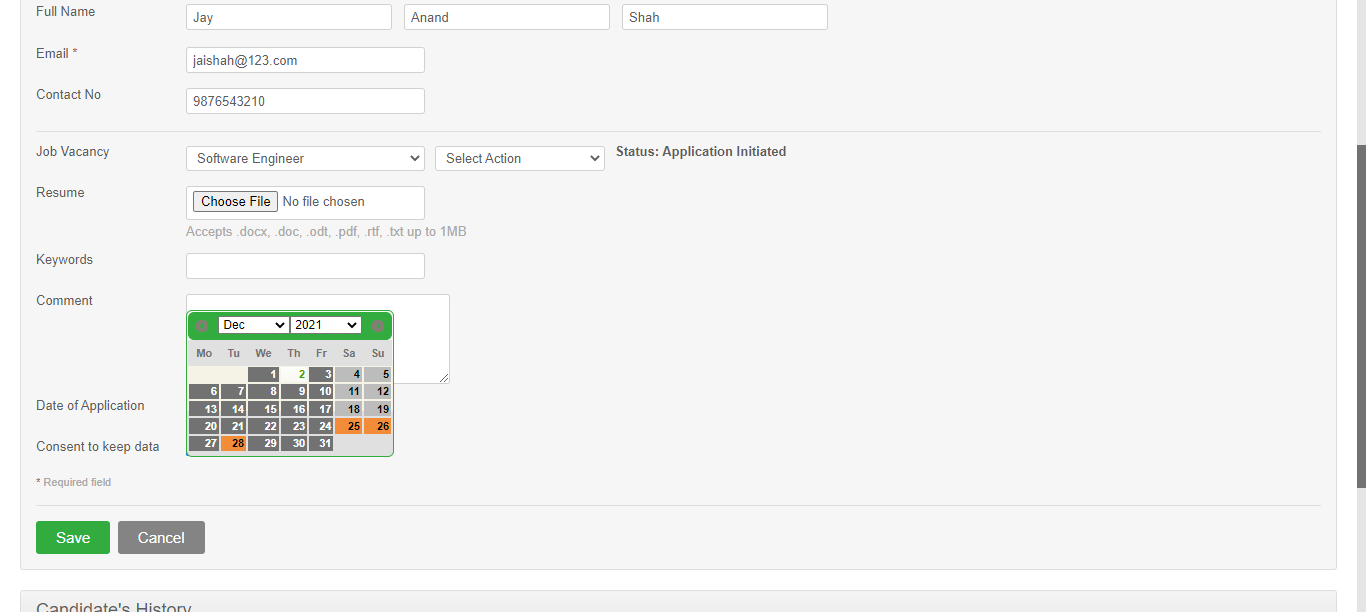 Full Name Jay Anand Shah
Email * jaishah@123.com
Contact No 9876543210
Job Vacancy Software Engineer Select Action Status: Application Initiated
Resume Choose File No file chosen
Accepts .docx, .doc, .odt, .pdf, .rtf, .txt up to 1MB
Keywords
Comment
Dec 2021
Mo Tu We Th Fr Sa Su
1 2 3 4 5
6 7 8 9 10 11 12
13 14 15 16 17 18 19
20 21 22 23 24 25 26
27 28 29 30 31
Date of Application
Consent to keep data
* Required field
Save Cancel
Candidate's History